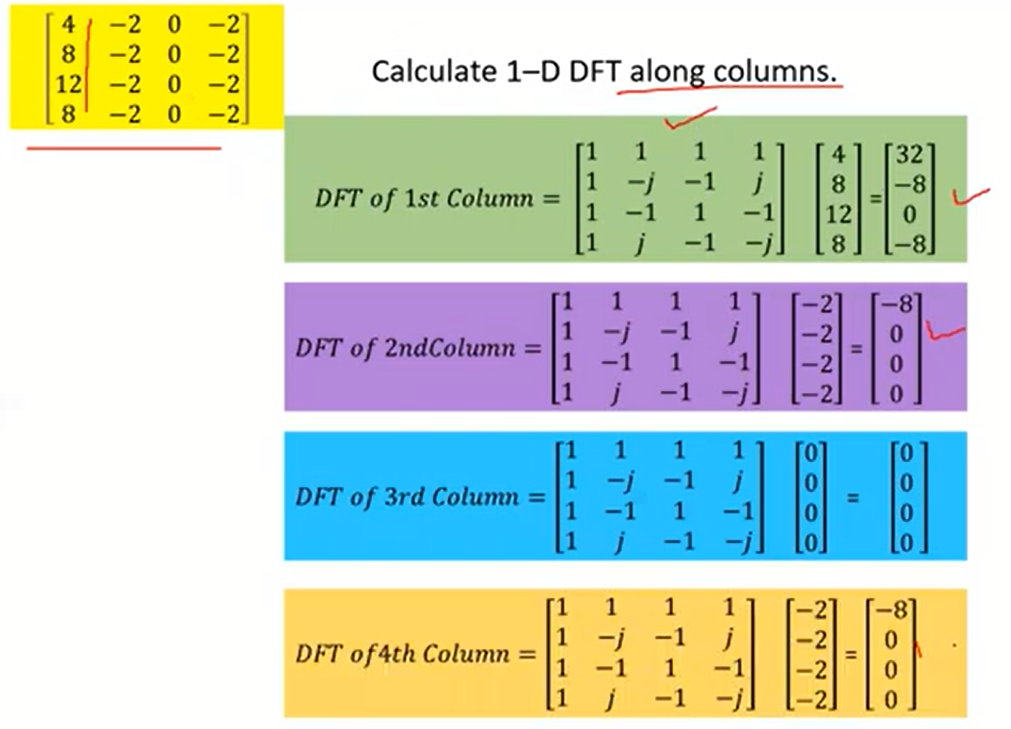 4 −2 0 −2
8 −2 0 −2
12 −2 0 −2
8 −2 0 −2
Calculate 1–D DFT along columns.
1 1 1 1 4 32
1 −j −1 j 8 −8
DFT of 1st Column = =
1 −1 1 −1 12 0
1 j −1 −j 8 −8
1 1 1 1 −2 −8
1 −j −1 j −2 0
DFT of 2ndColumn = =
1 −1 1 −1 −2 0
1 j −1 −j −2 0
1 1 1 1 0 0
1 −j −1 j 0 0
DFT of 3rd Column = =
1 −1 1 −1 0 0
1 j −1 −j 0 0
1 1 1 1 −2 −8
1 −j −1 j −2 0
DFT of4th Column = =
1 −1 1 −1 −2 0
1 j −1 −j −2 0